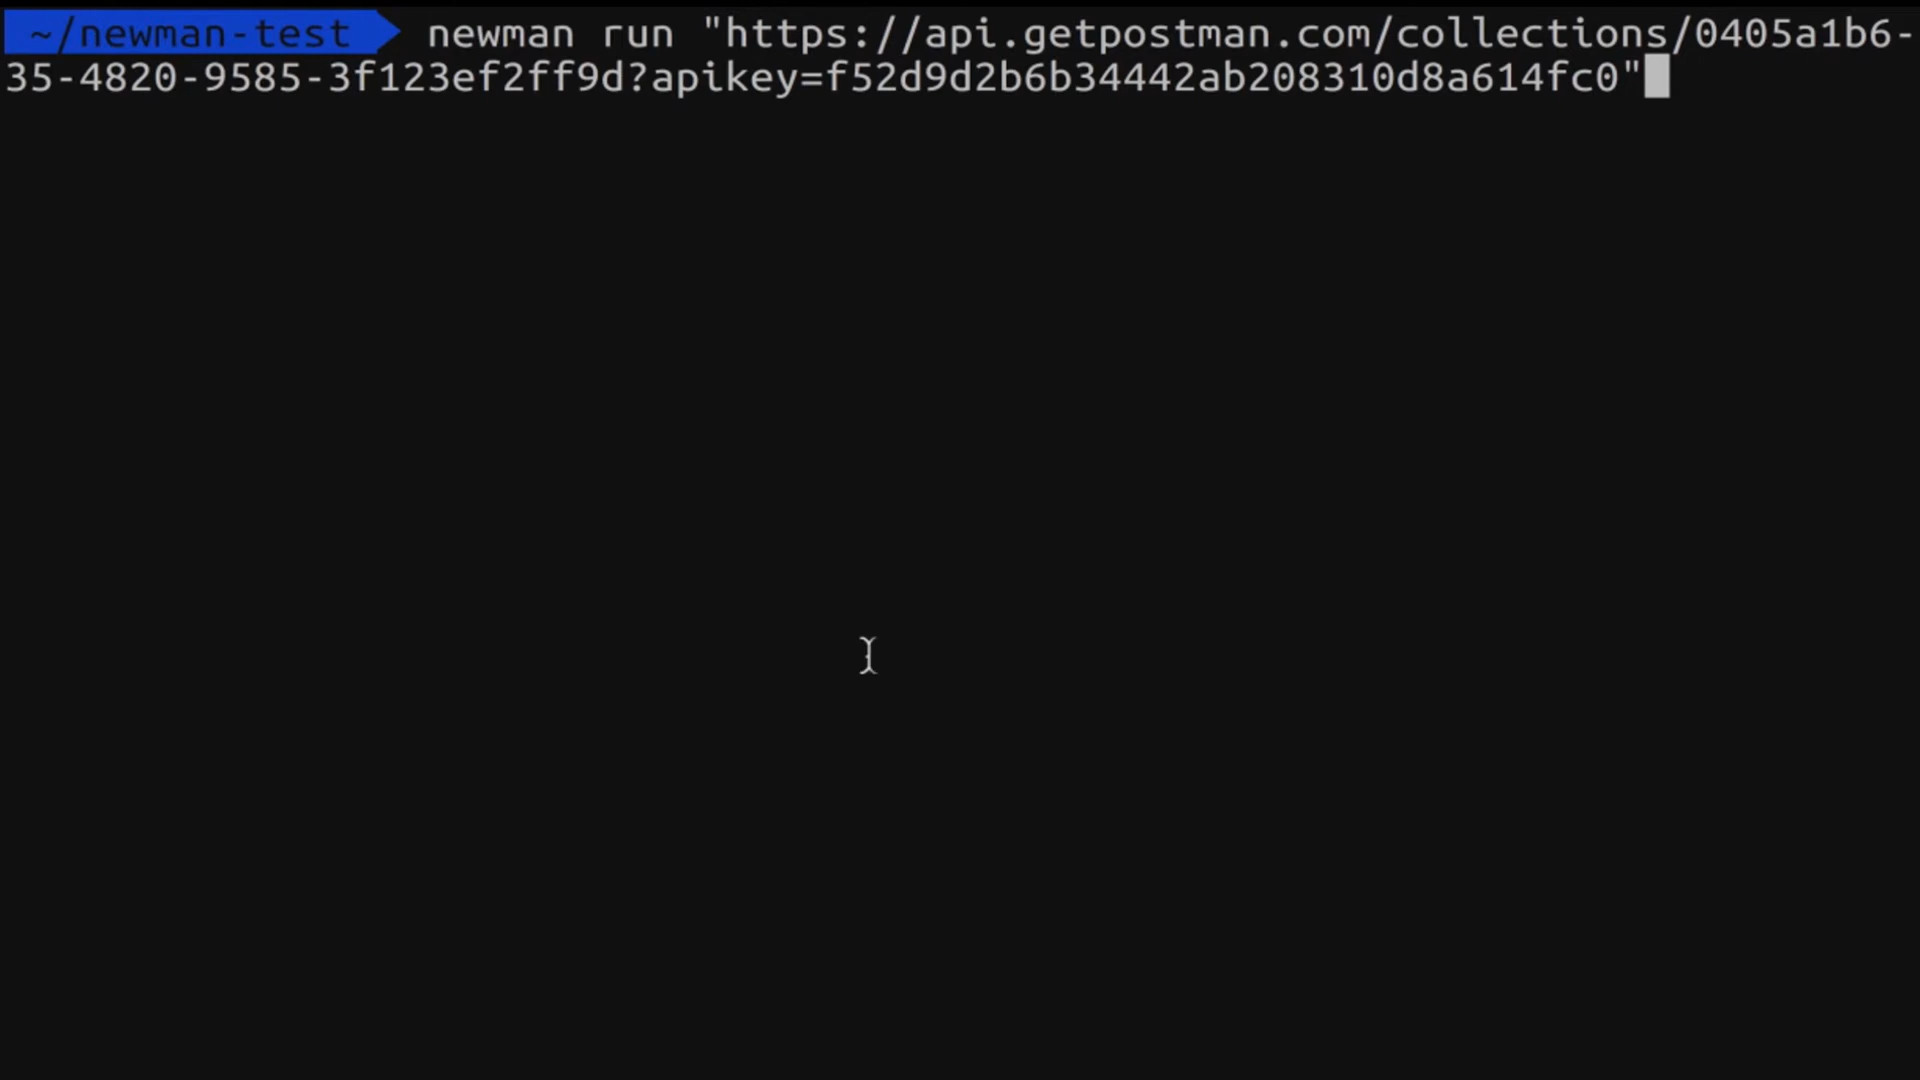 ~/newman-test newman run "https://api.getpostman.com/collections/0405a1b6-
35-4820-9585-3f123ef2ff9d?apikey=f52d9d2b6b34442ab208310d8a614fc0"